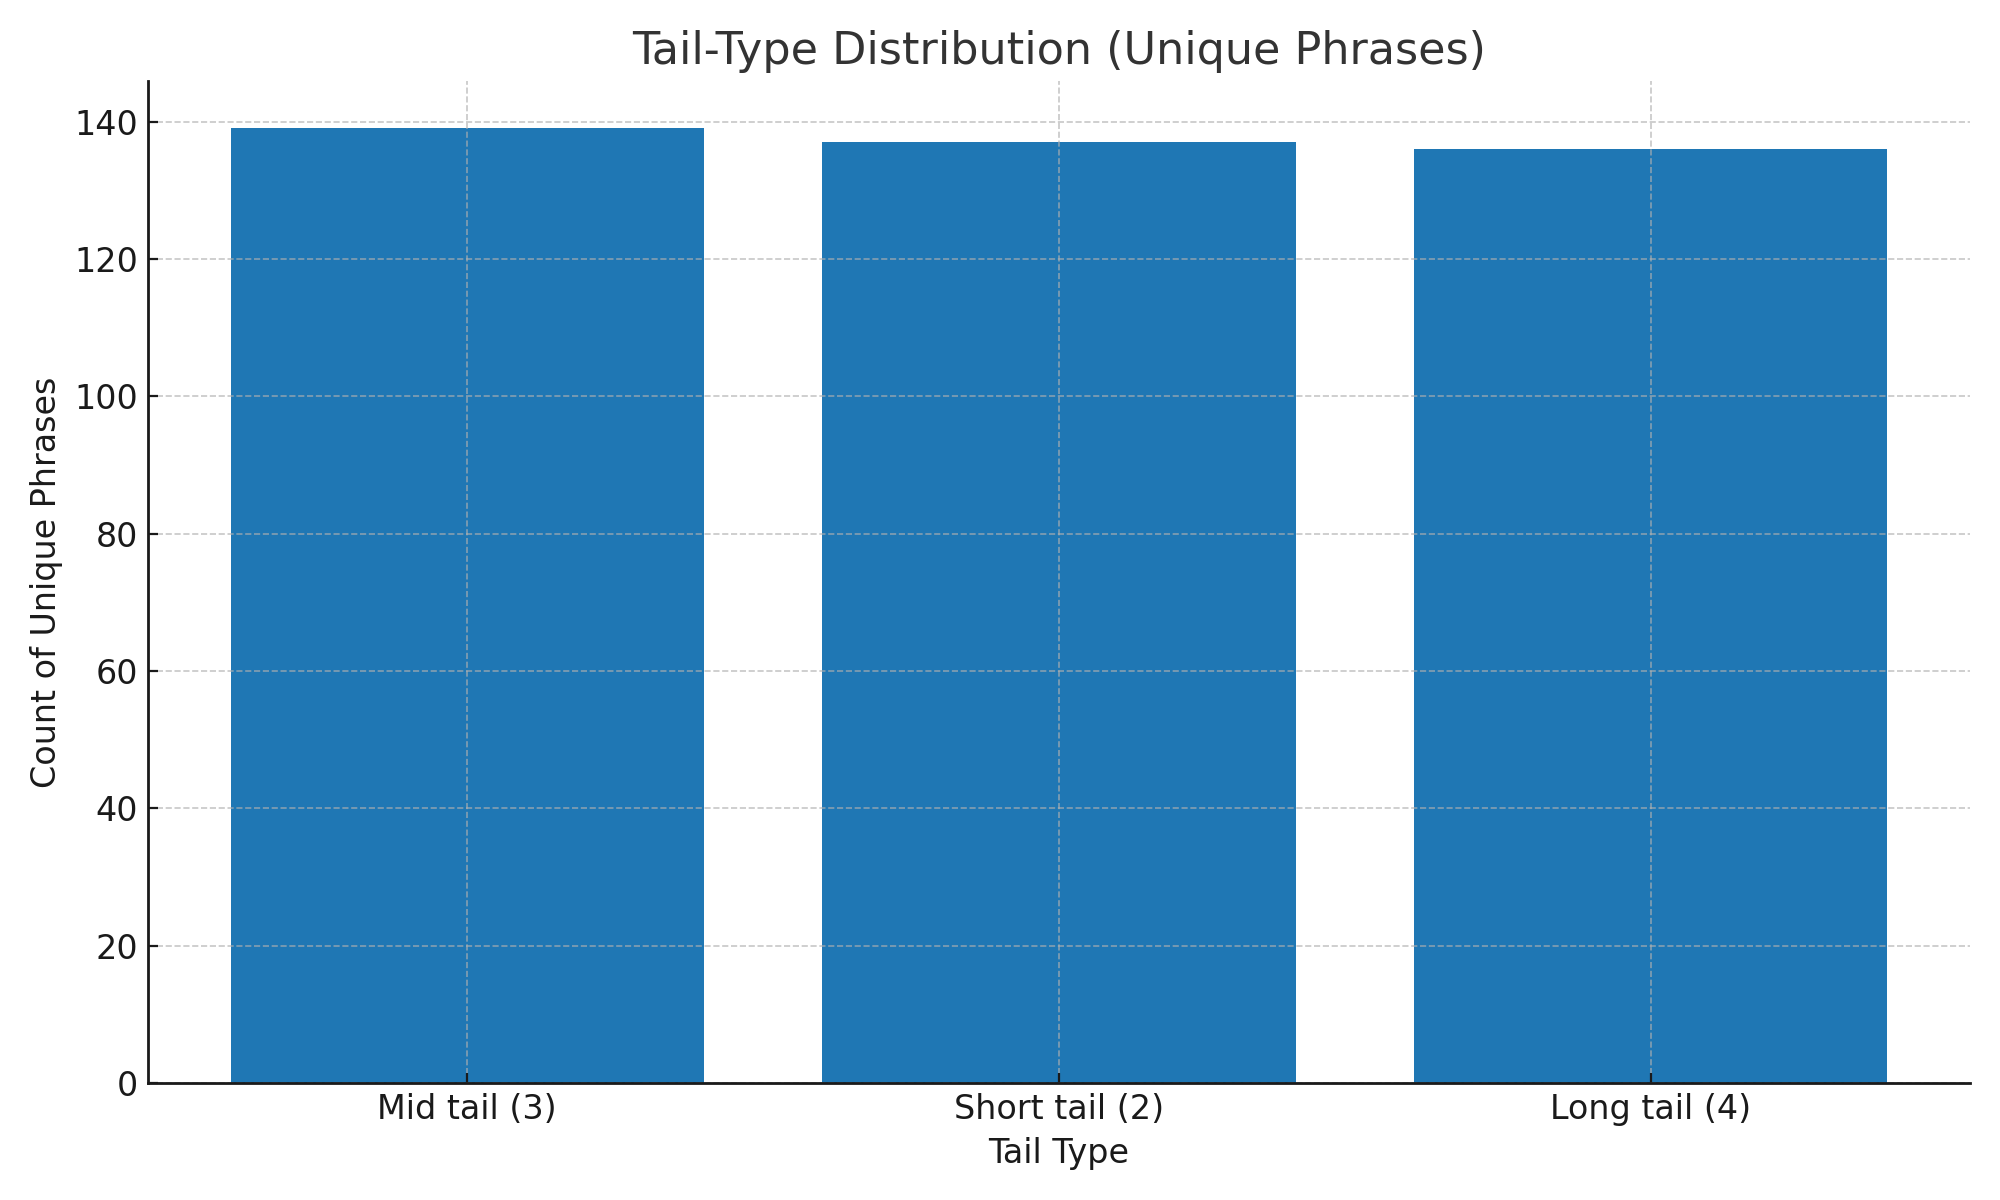 Tail-Type Distribution (Unique Phrases)
Count of Unique Phrases
140
120
100
80
60
40
20
0
Mid tail (3)
Short tail (2)
Long tail (4)
Tail Type